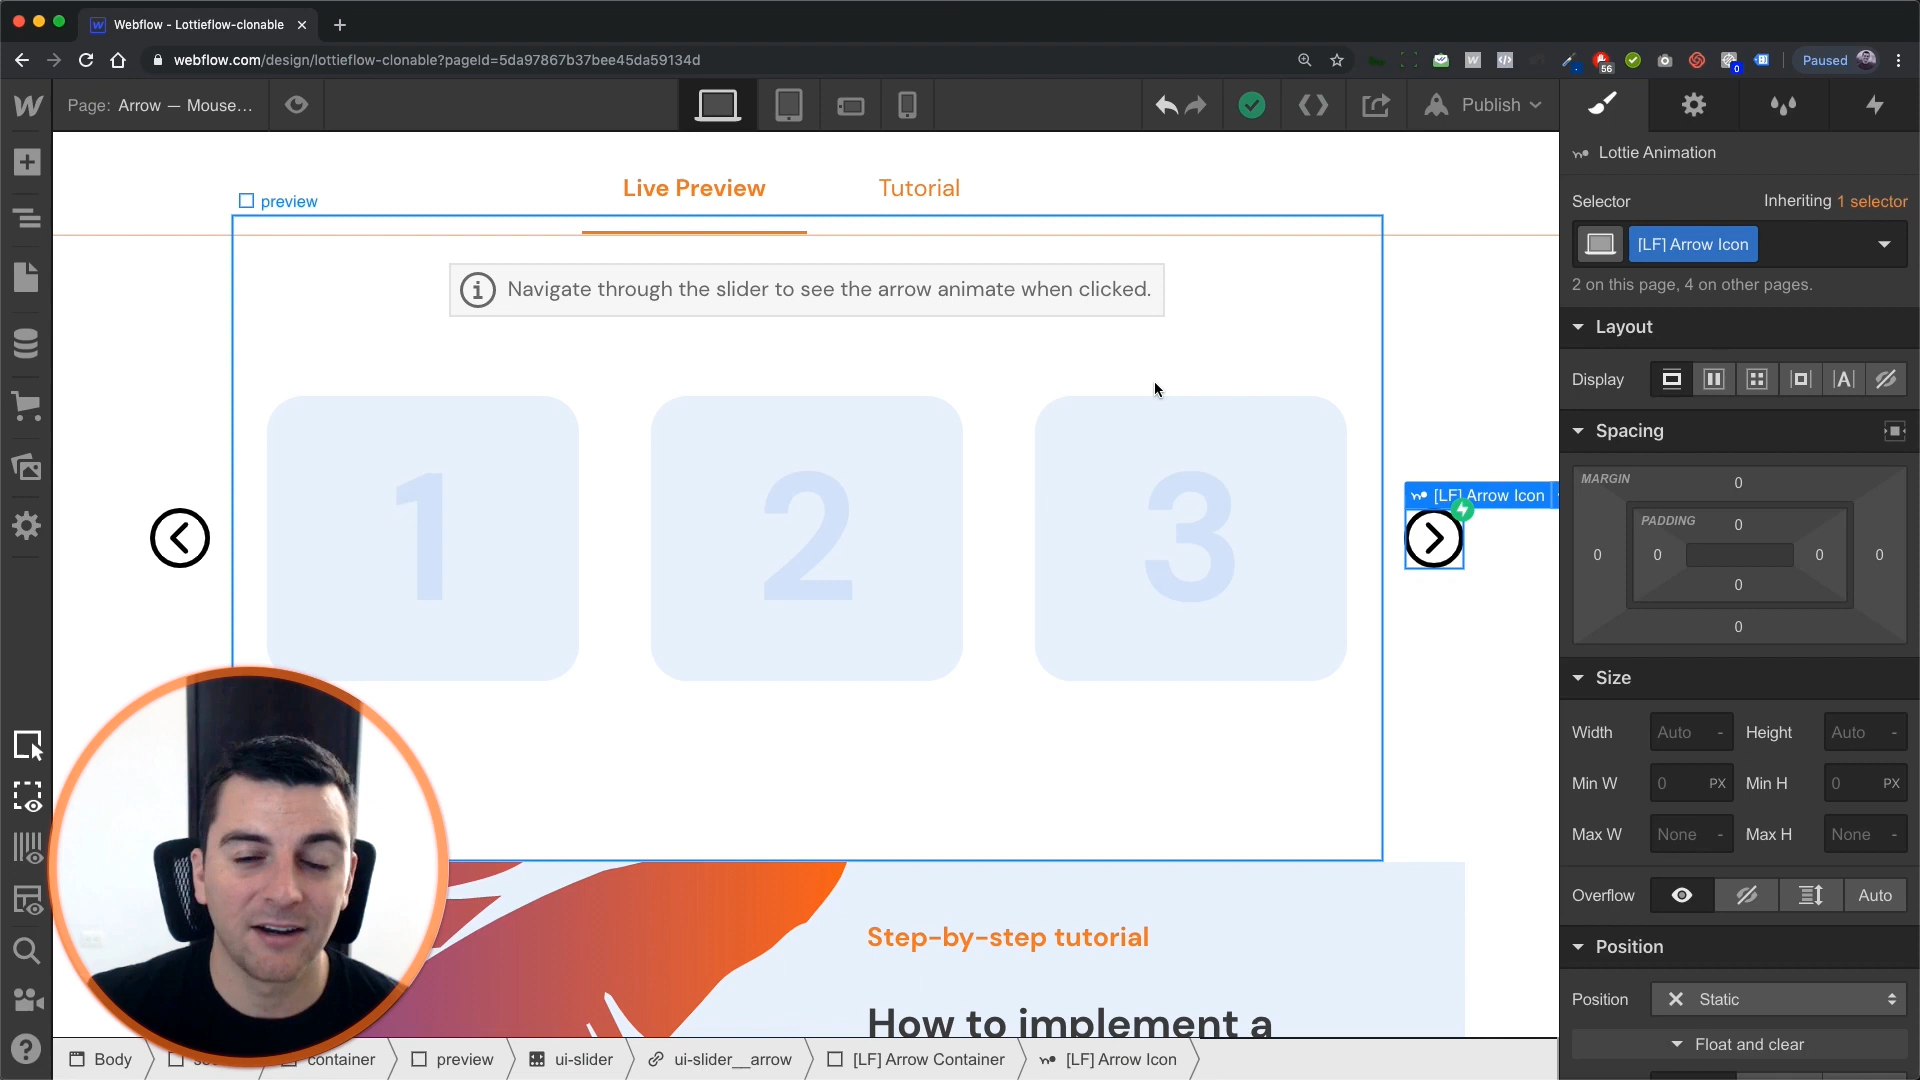 Webflow - Lottieflow-clonable
webflow.com/design/lottieflow-clonable?pageId=5da97867b37bee45da59134d
56
0
Paused
Page: Arrow — Mouse...
Publish
Lottie Animation
Live Preview
Tutorial
preview
Selector
Inheriting 1 selector
[LF] Arrow Icon
2 on this page, 4 on other pages.
Navigate through the slider to see the arrow animate when clicked.
Layout
Display
Spacing
MARGIN
0
PADDING
0
0 0 0 0
0
0
1 2 3
[LF] Arrow Icon
Size
Width Auto - Height Auto -
Min W 0 PX Min H 0 PX
Max W None - Max H None -
Overflow Auto
Position
Position Static
Float and clear
Step-by-step tutorial
How to implement a
Body container preview ui-slider ui-slider__arrow [LF] Arrow Container [LF] Arrow Icon